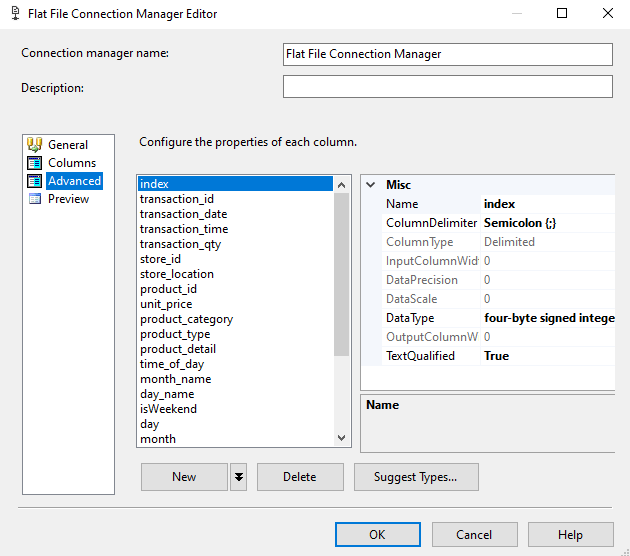 Flat File Connection Manager Editor
Connection manager name:
Flat File Connection Manager
Description:
General
Columns
Advanced
Preview
Configure the properties of each column.
index
transaction_id
transaction_date
transaction_time
transaction_qty
store_id
store_location
product_id
unit_price
product_category
product_type
product_detail
time_of_day
month_name
day_name
isWeekend
day
month
Misc
Name index
ColumnDelimiter Semicolon {;}
ColumnType Delimited
InputColumnWid 0
DataPrecision 0
DataScale 0
DataType four-byte signed intege
OutputColumnW 0
TextQualified True
Name
New
Delete
Suggest Types...
OK
Cancel
Help